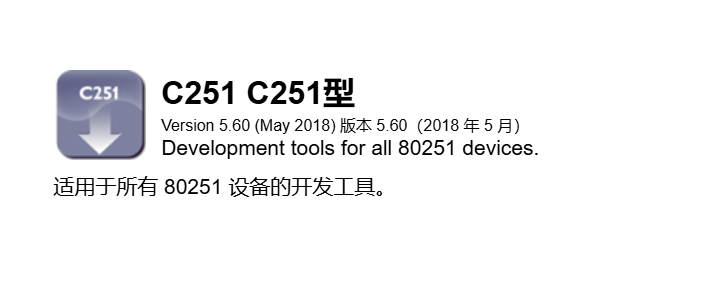 C251
C251 C251型
Version 5.60 (May 2018) 版本 5.60（2018 年 5 月）
Development tools for all 80251 devices.
适用于所有 80251 设备的开发工具。